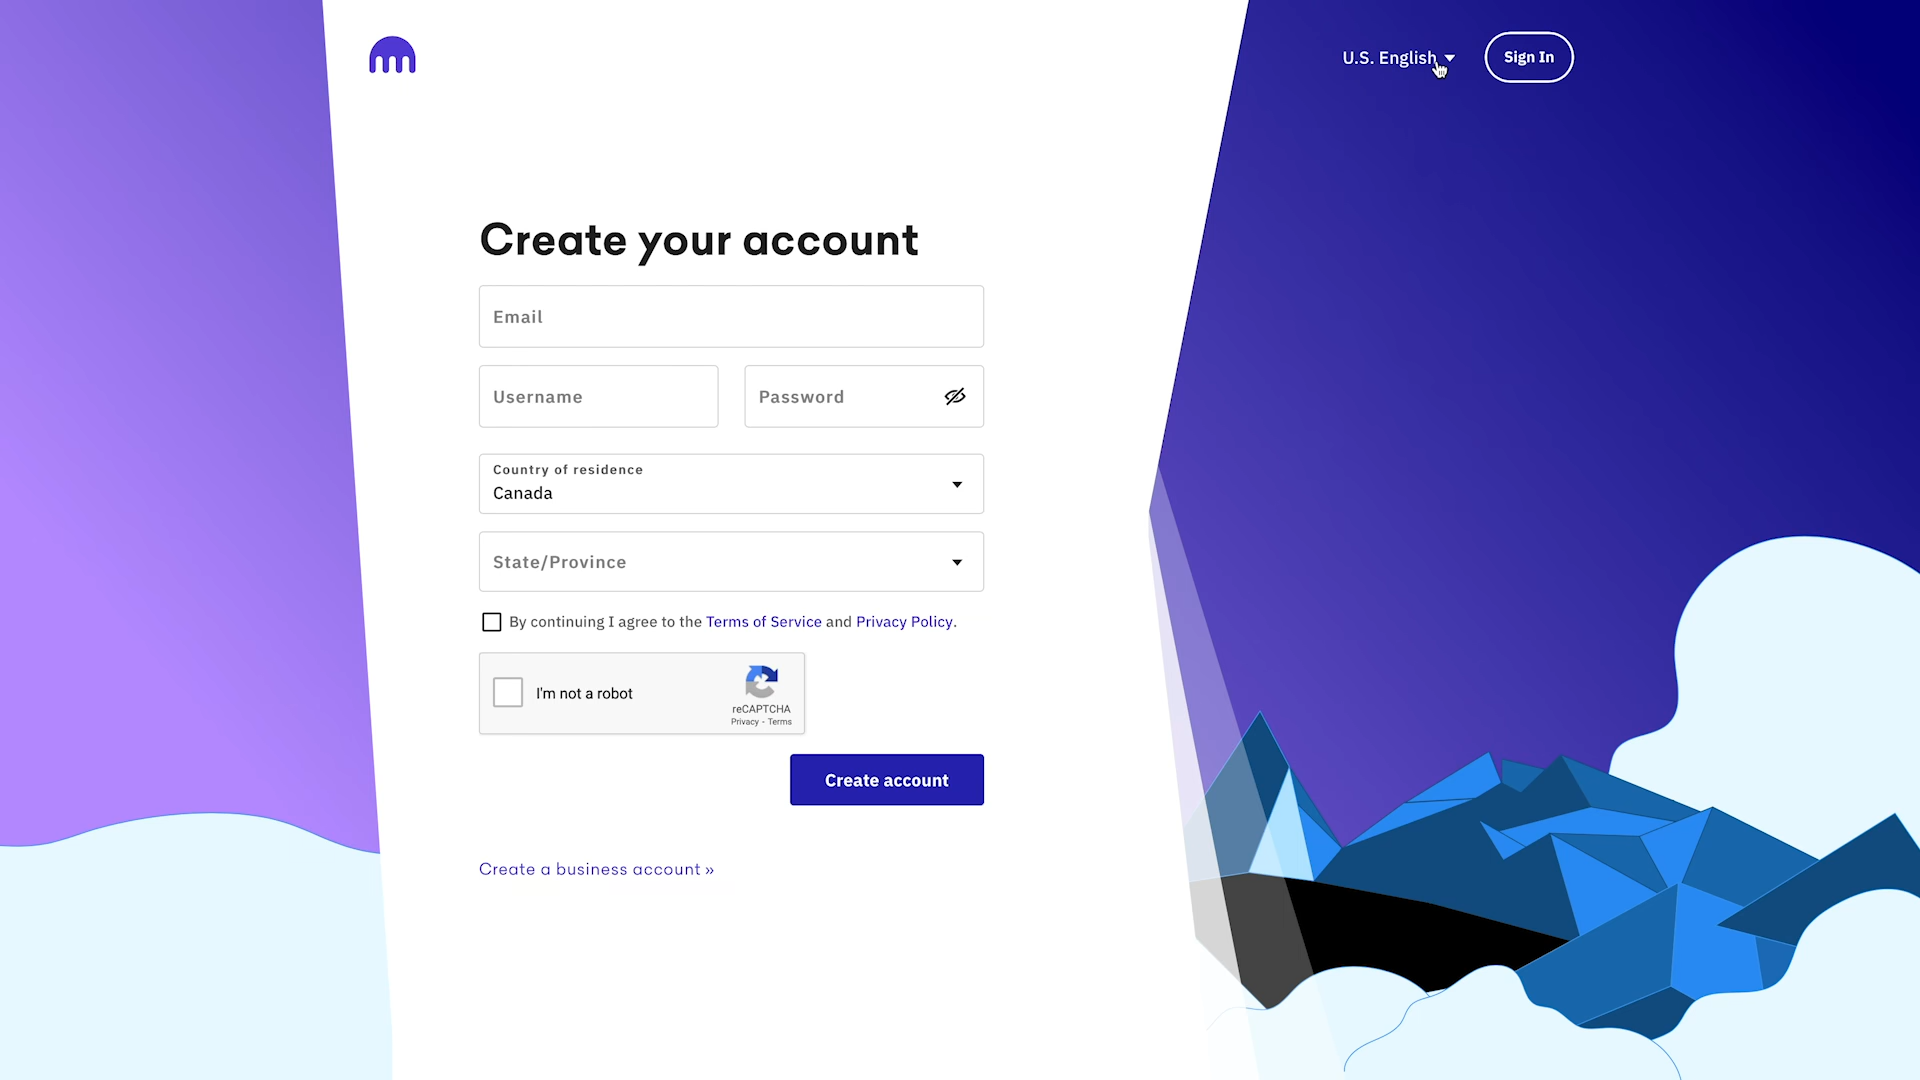 U.S. English
Sign In
Create your account
Email
Username
Password
Country of residence
Canada
State/Province
By continuing I agree to the Terms of Service and Privacy Policy.
I'm not a robot
reCAPTCHA
Privacy - Terms
Create account
Create a business account »